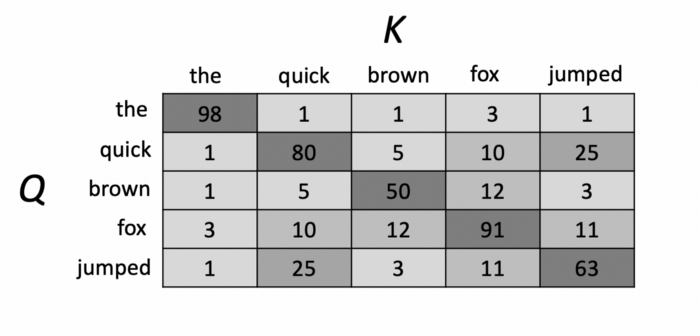 K
the quick brown fox jumped
the 98 1 1 3 1
quick 1 80 5 10 25
Q
brown 1 5 50 12 3
fox 3 10 12 91 11
jumped 1 25 3 11 63